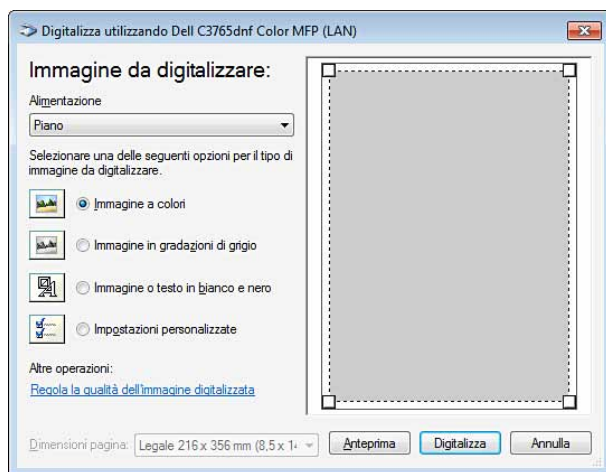 Digitalizza utilizzando Dell C3765dnf Color MFP (LAN)
Immagine da digitalizzare:
Alimentazione
Piano
Selezionare una delle seguenti opzioni per il tipo di
immagine da digitalizzare.
Immagine a colori
Immagine in gradazioni di grigio
Immagine o testo in bianco e nero
Impostazioni personalizzate
Altre operazioni:
Regola la qualità dell'immagine digitalizzata
Dimensioni pagina: Legale 216 x 356 mm (8,5 x 14 Anteprima Digitalizza Annulla